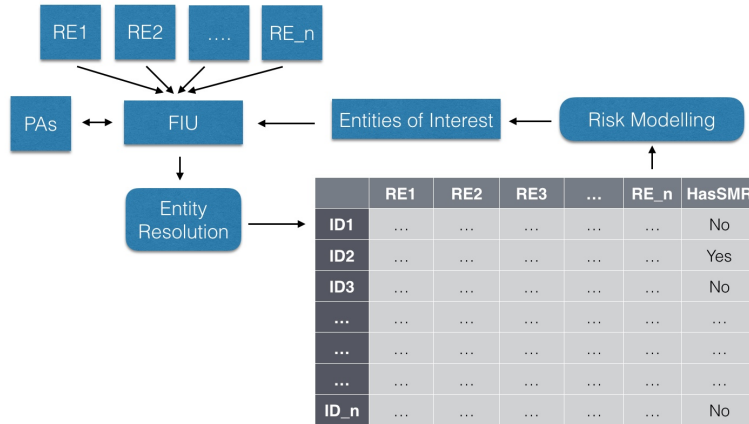 RE1 RE2 .... RE_n
PAs FIU Entities of Interest Risk Modelling
Entity
Resolution
RE1 RE2 RE3 ... RE_n HasSMR
ID1 ... ... ... ... ... No
ID2 ... ... ... ... ... Yes
ID3 ... ... ... ... ... No
... ... ... ... ... ... ...
... ... ... ... ... ... ...
... ... ... ... ... ... ...
ID_n ... ... ... ... ... No